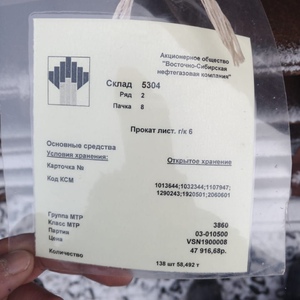 Акционерное общество
"Восточно-Сибирская
нефтегазовая компания"
Склад 5304
Ряд 2
Пачка 8
Прокат лист. г/к 6
Основные средства
Условия хранения: Открытое хранение
Карточка №
Код КСМ 1013644;1032344;1107947;
1290243;1920501;2060601
Группа МТР 3860
Класс МТР 03-010500
Партия VSN1900008
Цена 47 916,68р.
Количество 138 шт 58,492 т